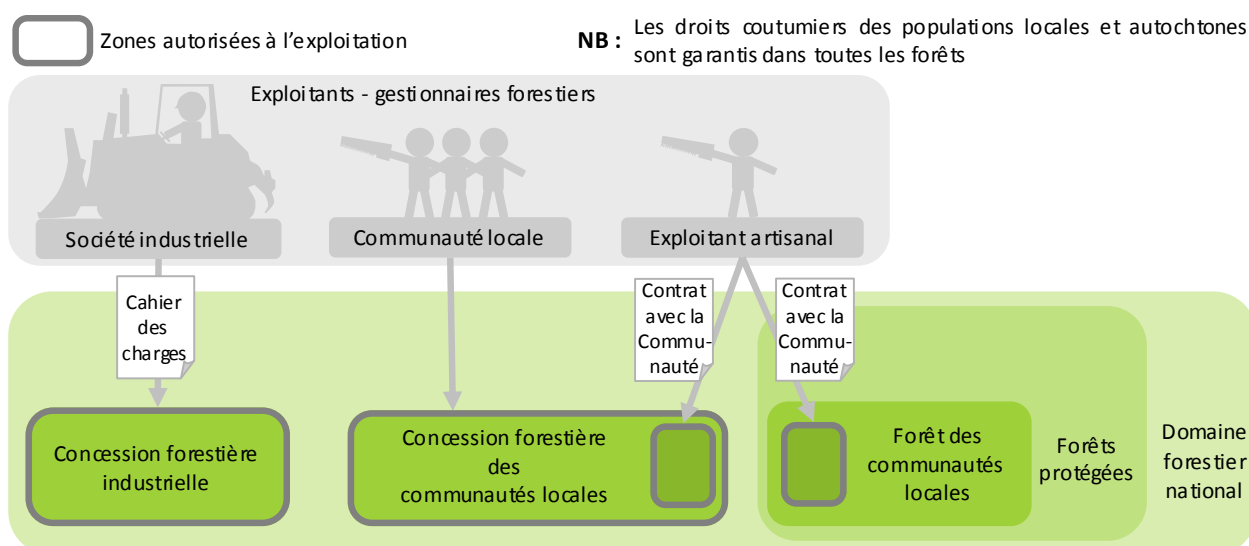 Zones autorisées à l'exploitation
NB : Les droits coutumiers des populations locales et autochtones
sont garantis dans toutes les forêts
Exploitants - gestionnaires forestiers
Société industrielle
Communauté locale
Exploitant artisanal
Cahier
des
charges
Contrat
avec la
Commu-
nauté
Contrat
avec la
Commu-
nauté
Concession forestière
industrielle
Concession forestière
des
communautés locales
Forêt des
communautés
locales
Forêts
protégées
Domaine
forestier
national